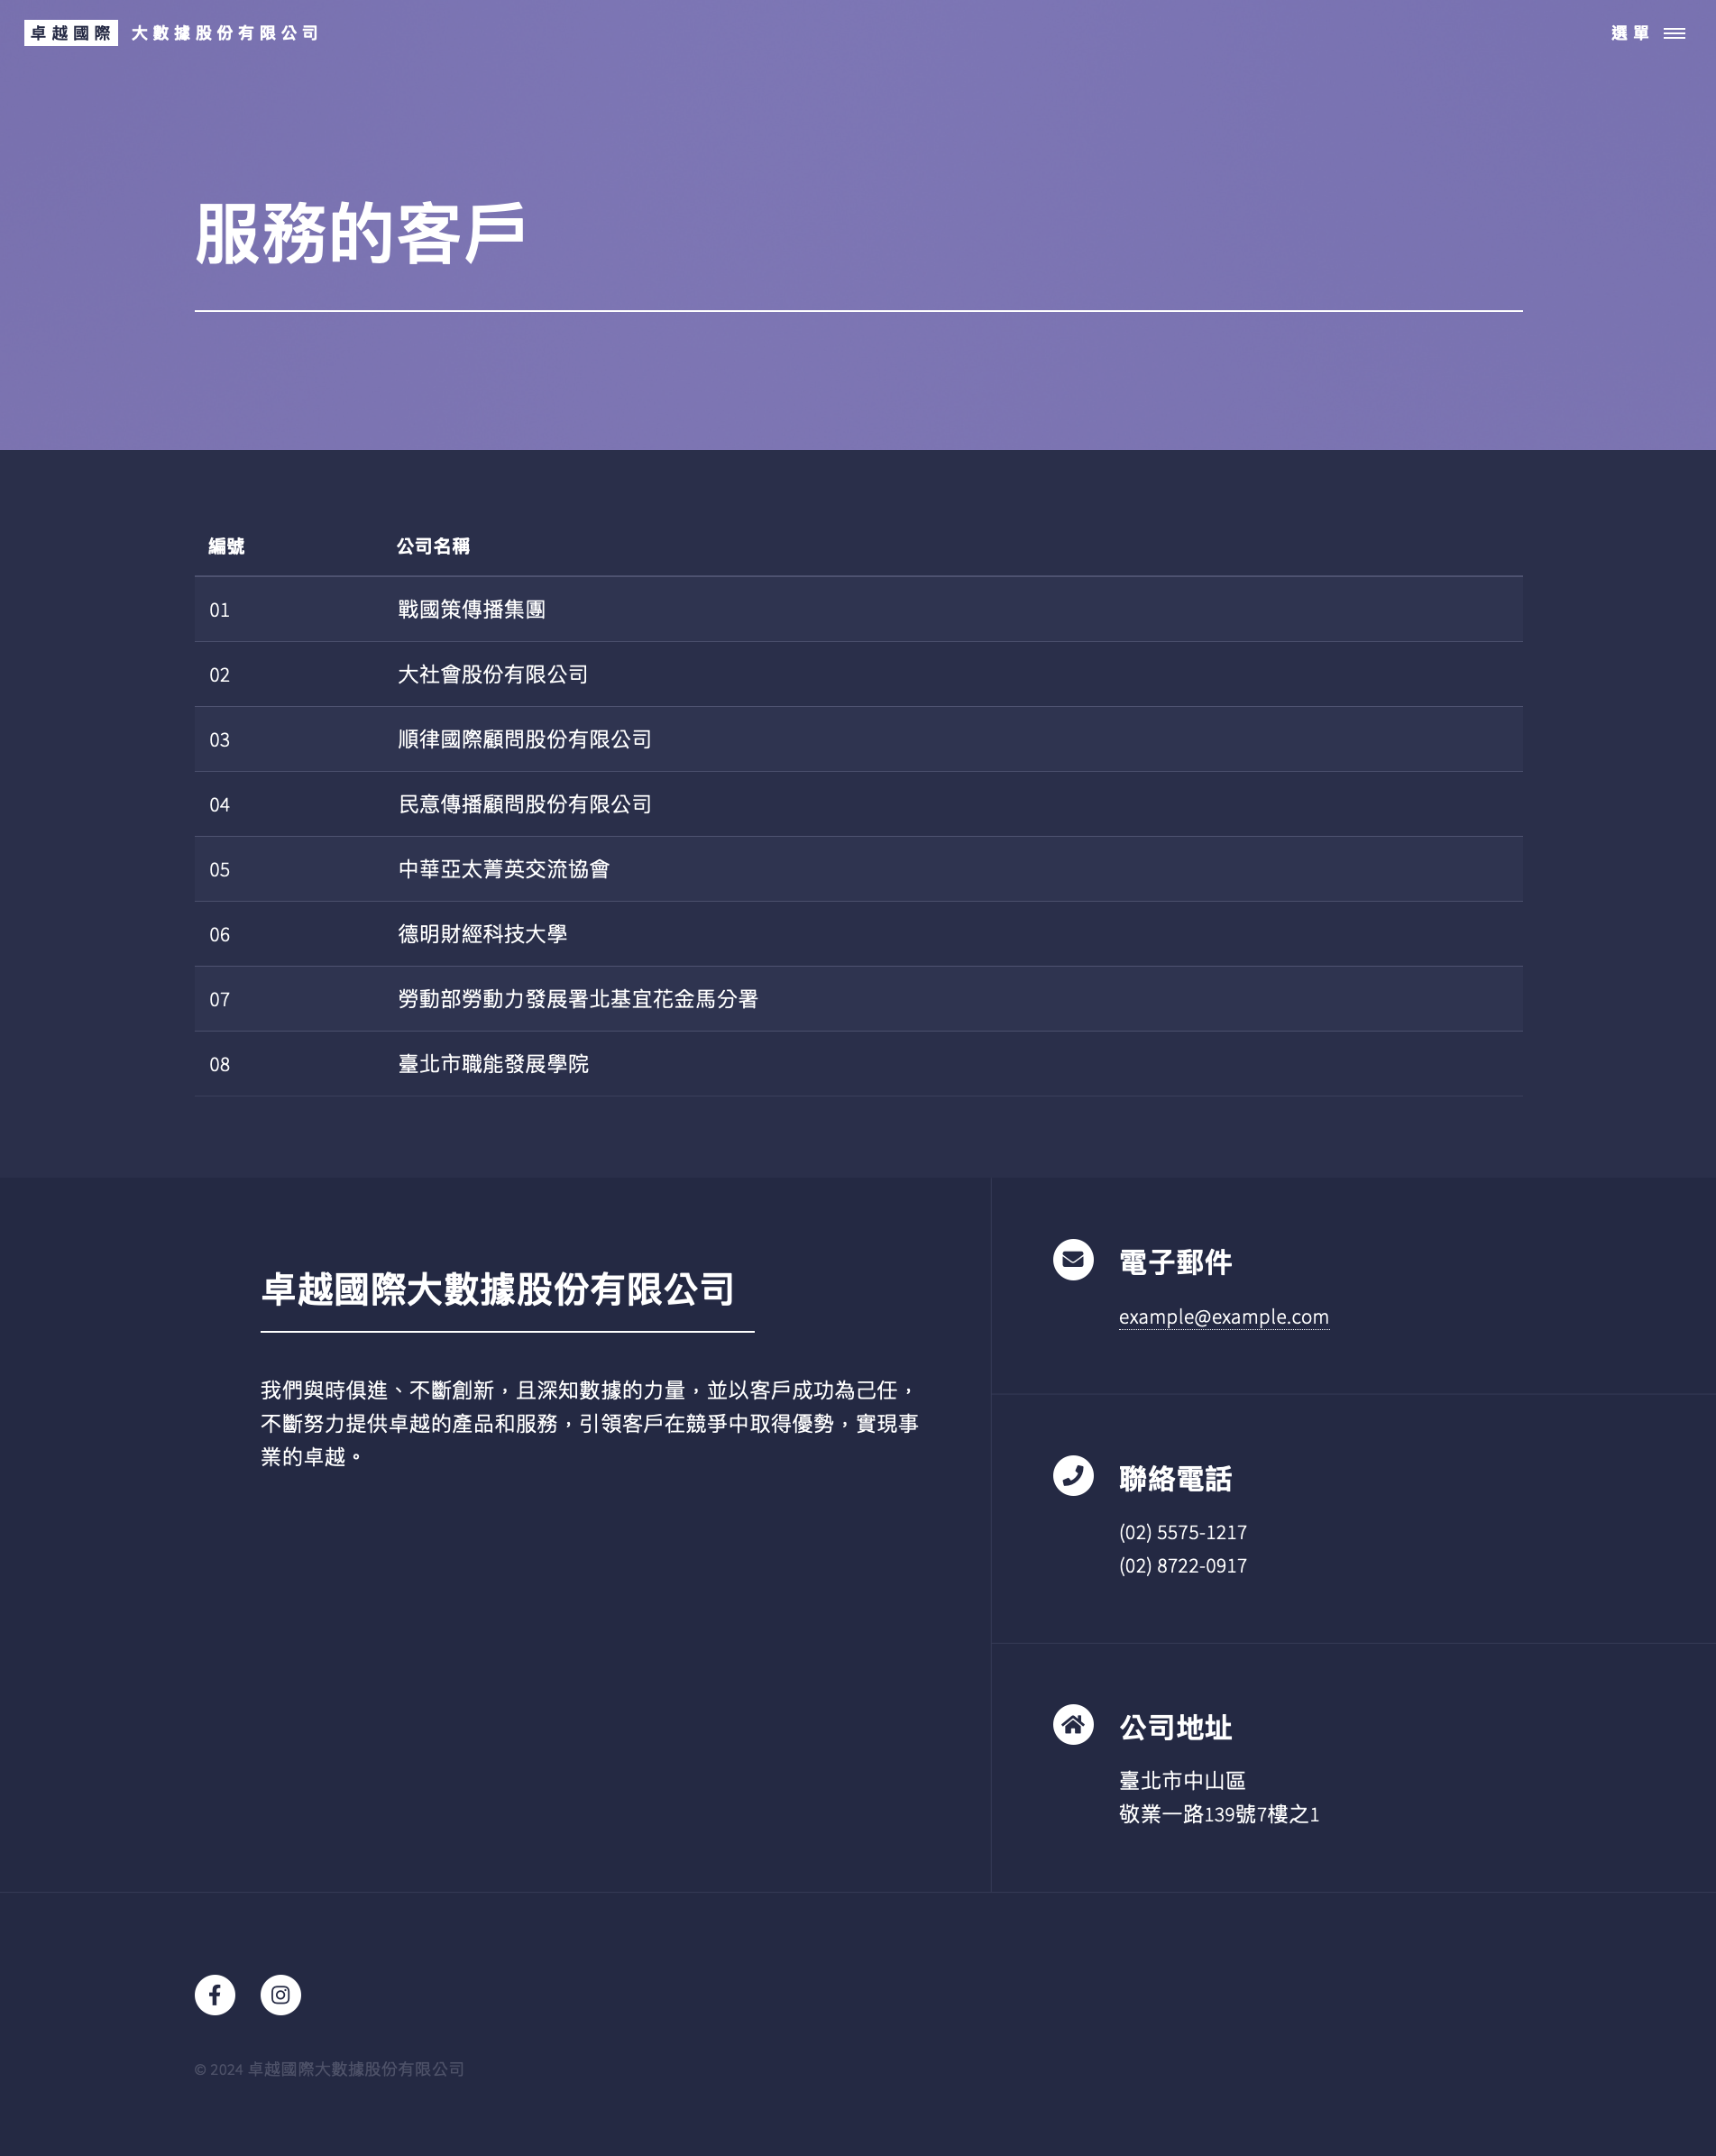 卓越國際 大數據股份有限公司
選單
服務的客戶
編號 公司名稱
01 戰國策傳播集團
02 大社會股份有限公司
03 順律國際顧問股份有限公司
04 民意傳播顧問股份有限公司
05 中華亞太菁英交流協會
06 德明財經科技大學
07 勞動部勞動力發展署北基宜花金馬分署
08 臺北市職能發展學院
卓越國際大數據股份有限公司
我們與時俱進、不斷創新，且深知數據的力量，並以客戶成功為己任，
不斷努力提供卓越的產品和服務，引領客戶在競爭中取得優勢，實現事
業的卓越。
電子郵件
example@example.com
聯絡電話
(02) 5575-1217
(02) 8722-0917
公司地址
臺北市中山區
敬業一路139號7樓之1
© 2024 卓越國際大數據股份有限公司